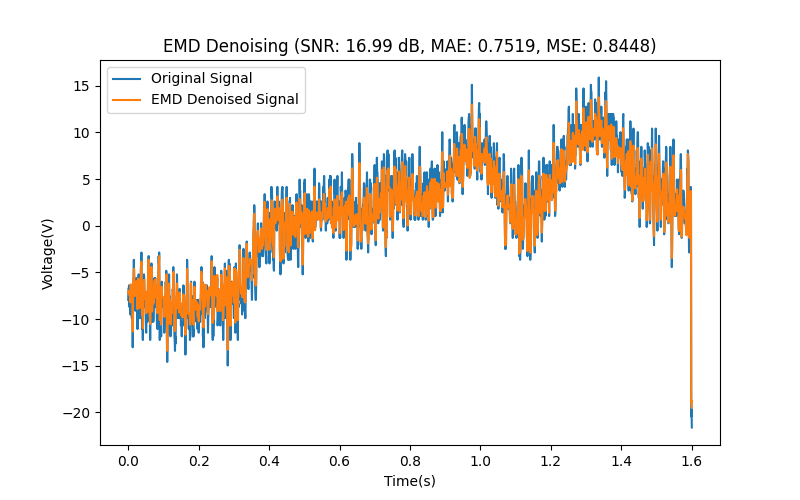 EMD Denoising (SNR: 16.99 dB, MAE: 0.7519, MSE: 0.8448)
Original Signal
EMD Denoised Signal
Voltage(V)
15
10
5
0
−5
−10
−15
−20
0.0 0.2 0.4 0.6 0.8 1.0 1.2 1.4 1.6
Time(s)